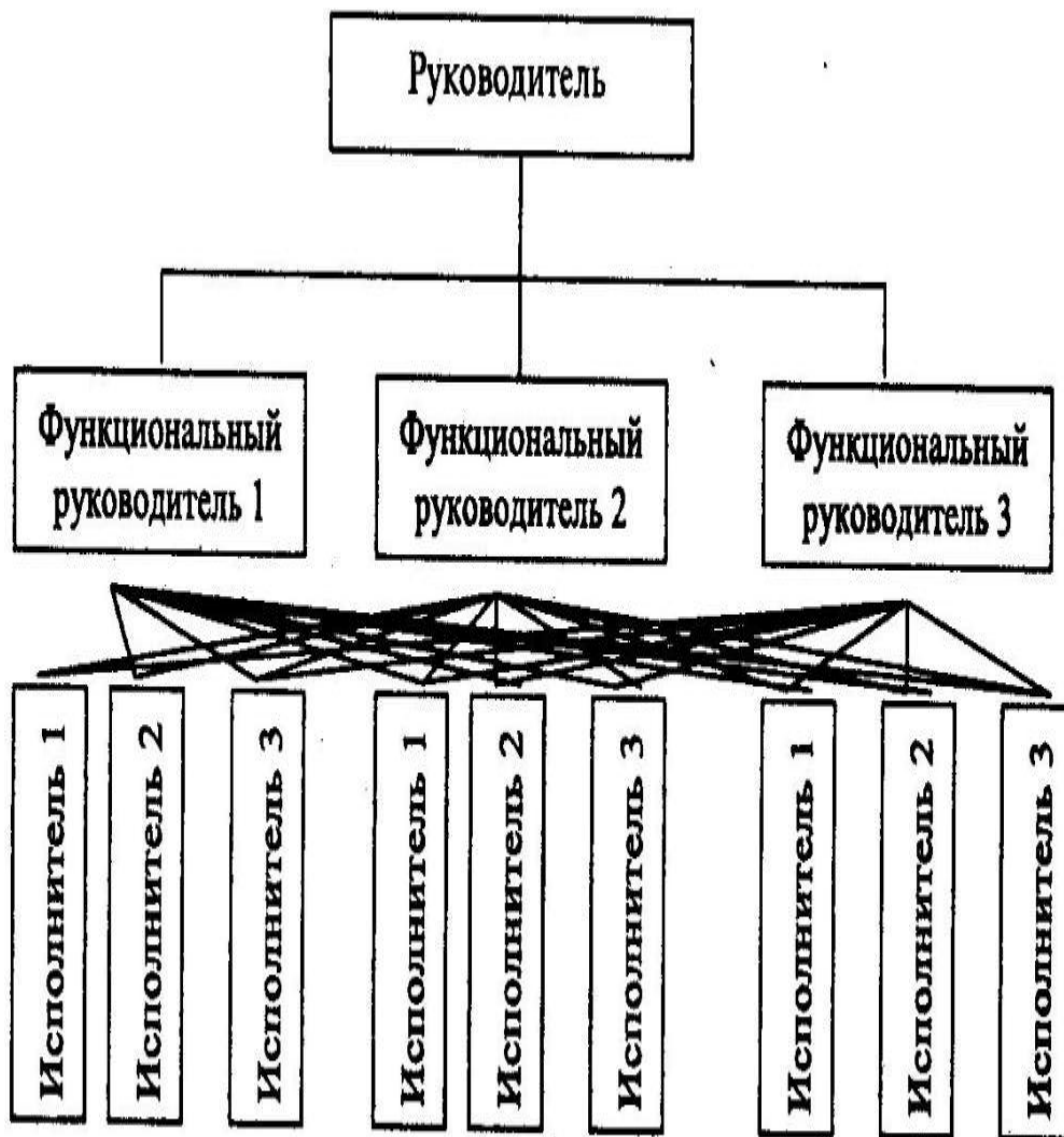 Руководитель
Функциональный
руководитель 1
Функциональный
руководитель 2
Функциональный
руководитель 3
Исполнитель 1
Исполнитель 2
Исполнитель 3
Исполнитель 1
Исполнитель 2
Исполнитель 3
Исполнитель 1
Исполнитель 2
Исполнитель 3